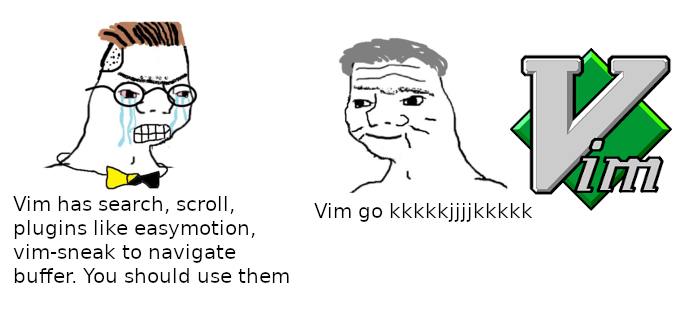 Vim has search, scroll,
plugins like easymotion,
vim-sneak to navigate
buffer. You should use them
Vim go kkkkkjjjjkkkkk
Vim